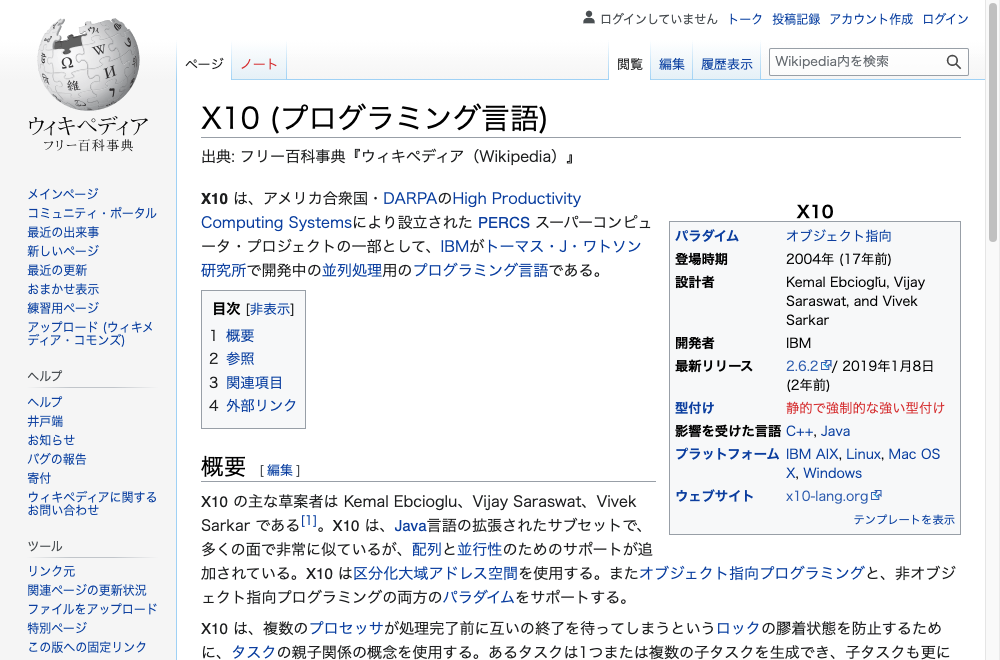 ログインしていません トーク 投稿記録 アカウント作成 ログイン
ページ ノート 閲覧 編集 履歴表示 Wikipedia内を検索
ウィキペディア
フリー百科事典
メインページ
コミュニティ・ポータル
最近の出来事
新しいページ
最近の更新
おまかせ表示
練習用ページ
アップロード (ウィキメ
ディア・コモンズ)
ヘルプ
ヘルプ
井戸端
お知らせ
バグの報告
寄付
ウィキペディアに関する
お問い合わせ
ツール
リンク元
関連ページの更新状況
ファイルをアップロード
特別ページ
この版への固定リンク
X10 (プログラミング言語)
出典: フリー百科事典『ウィキペディア（Wikipedia）』
X10 は、アメリカ合衆国・DARPAのHigh Productivity
Computing Systemsにより設立された PERCS スーパーコンピュ
ータ・プロジェクトの一部として、IBMがトーマス・J・ワトソン
研究所で開発中の並列処理用のプログラミング言語である。
目次 [非表示]
1 概要
2 参照
3 関連項目
4 外部リンク
X10
パラダイム オブジェクト指向
登場時期 2004年 (17年前)
設計者 Kemal Ebcioğlu, Vijay
Saraswat, and Vivek
Sarkar
開発者 IBM
最新リリース 2.6.2 / 2019年1月8日
(2年前)
型付け 静的で強制的な強い型付け
影響を受けた言語 C++, Java
プラットフォーム IBM AIX, Linux, Mac OS
X, Windows
ウェブサイト x10-lang.org
テンプレートを表示
概要 [ 編集 ]
X10 の主な草案者は Kemal Ebcioglu、Vijay Saraswat、Vivek
Sarkar である[1]。X10 は、Java言語の拡張されたサブセットで、
多くの面で非常に似ているが、配列と並行性のためのサポートが追
加されている。X10 は区分化大域アドレス空間を使用する。またオブジェクト指向プログラミングと、非オブジ
ェクト指向プログラミングの両方のパラダイムをサポートする。
X10 は、複数のプロセッサが処理完了前に互いの終了を待ってしまうというロックの膠着状態を防止するため
に、タスクの親子関係の概念を使用する。あるタスクは1つまたは複数の子タスクを生成でき、子タスクも更に